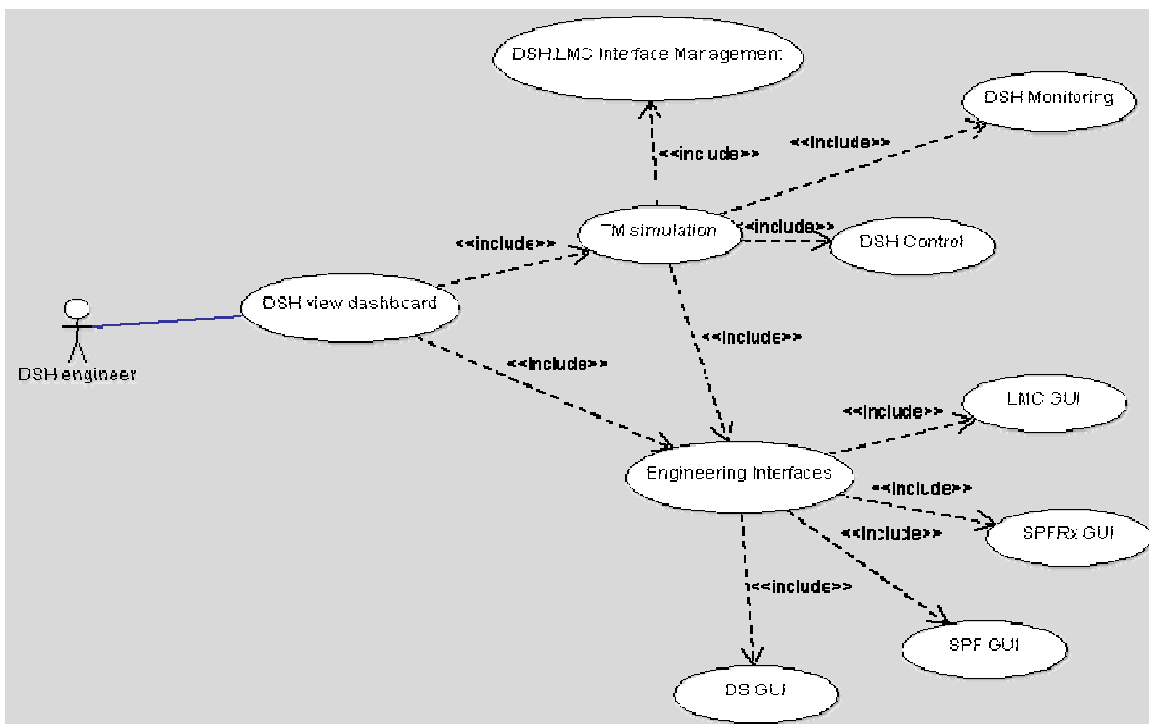 DSH.LMC Interface Management
DSH Monitoring
<<include>>
<<include>>
TM simulation
<<include>>
DSH Control
<<include>>
DSH view dashboard
DSH engineer
<<include>>
<<include>>
LMC GUI
<<include>>
Engineering Interfaces
<<include>>
SPFRx GUI
<<include>>
<<include>>
SPF GUI
DS GUI